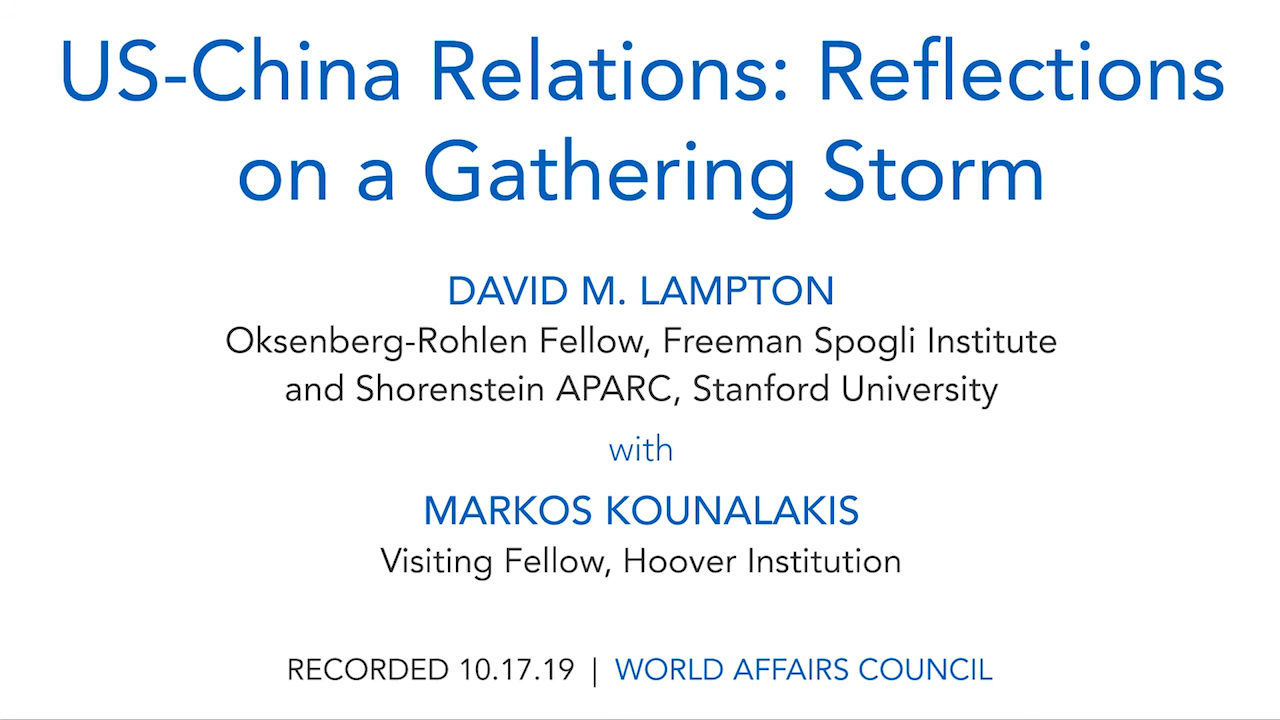 US-China Relations: Reflections
on a Gathering Storm
DAVID M. LAMPTON
Oksenberg-Rohlen Fellow, Freeman Spogli Institute
and Shorenstein APARC, Stanford University
with
MARKOS KOUNALAKIS
Visiting Fellow, Hoover Institution
RECORDED 10.17.19 | WORLD AFFAIRS COUNCIL